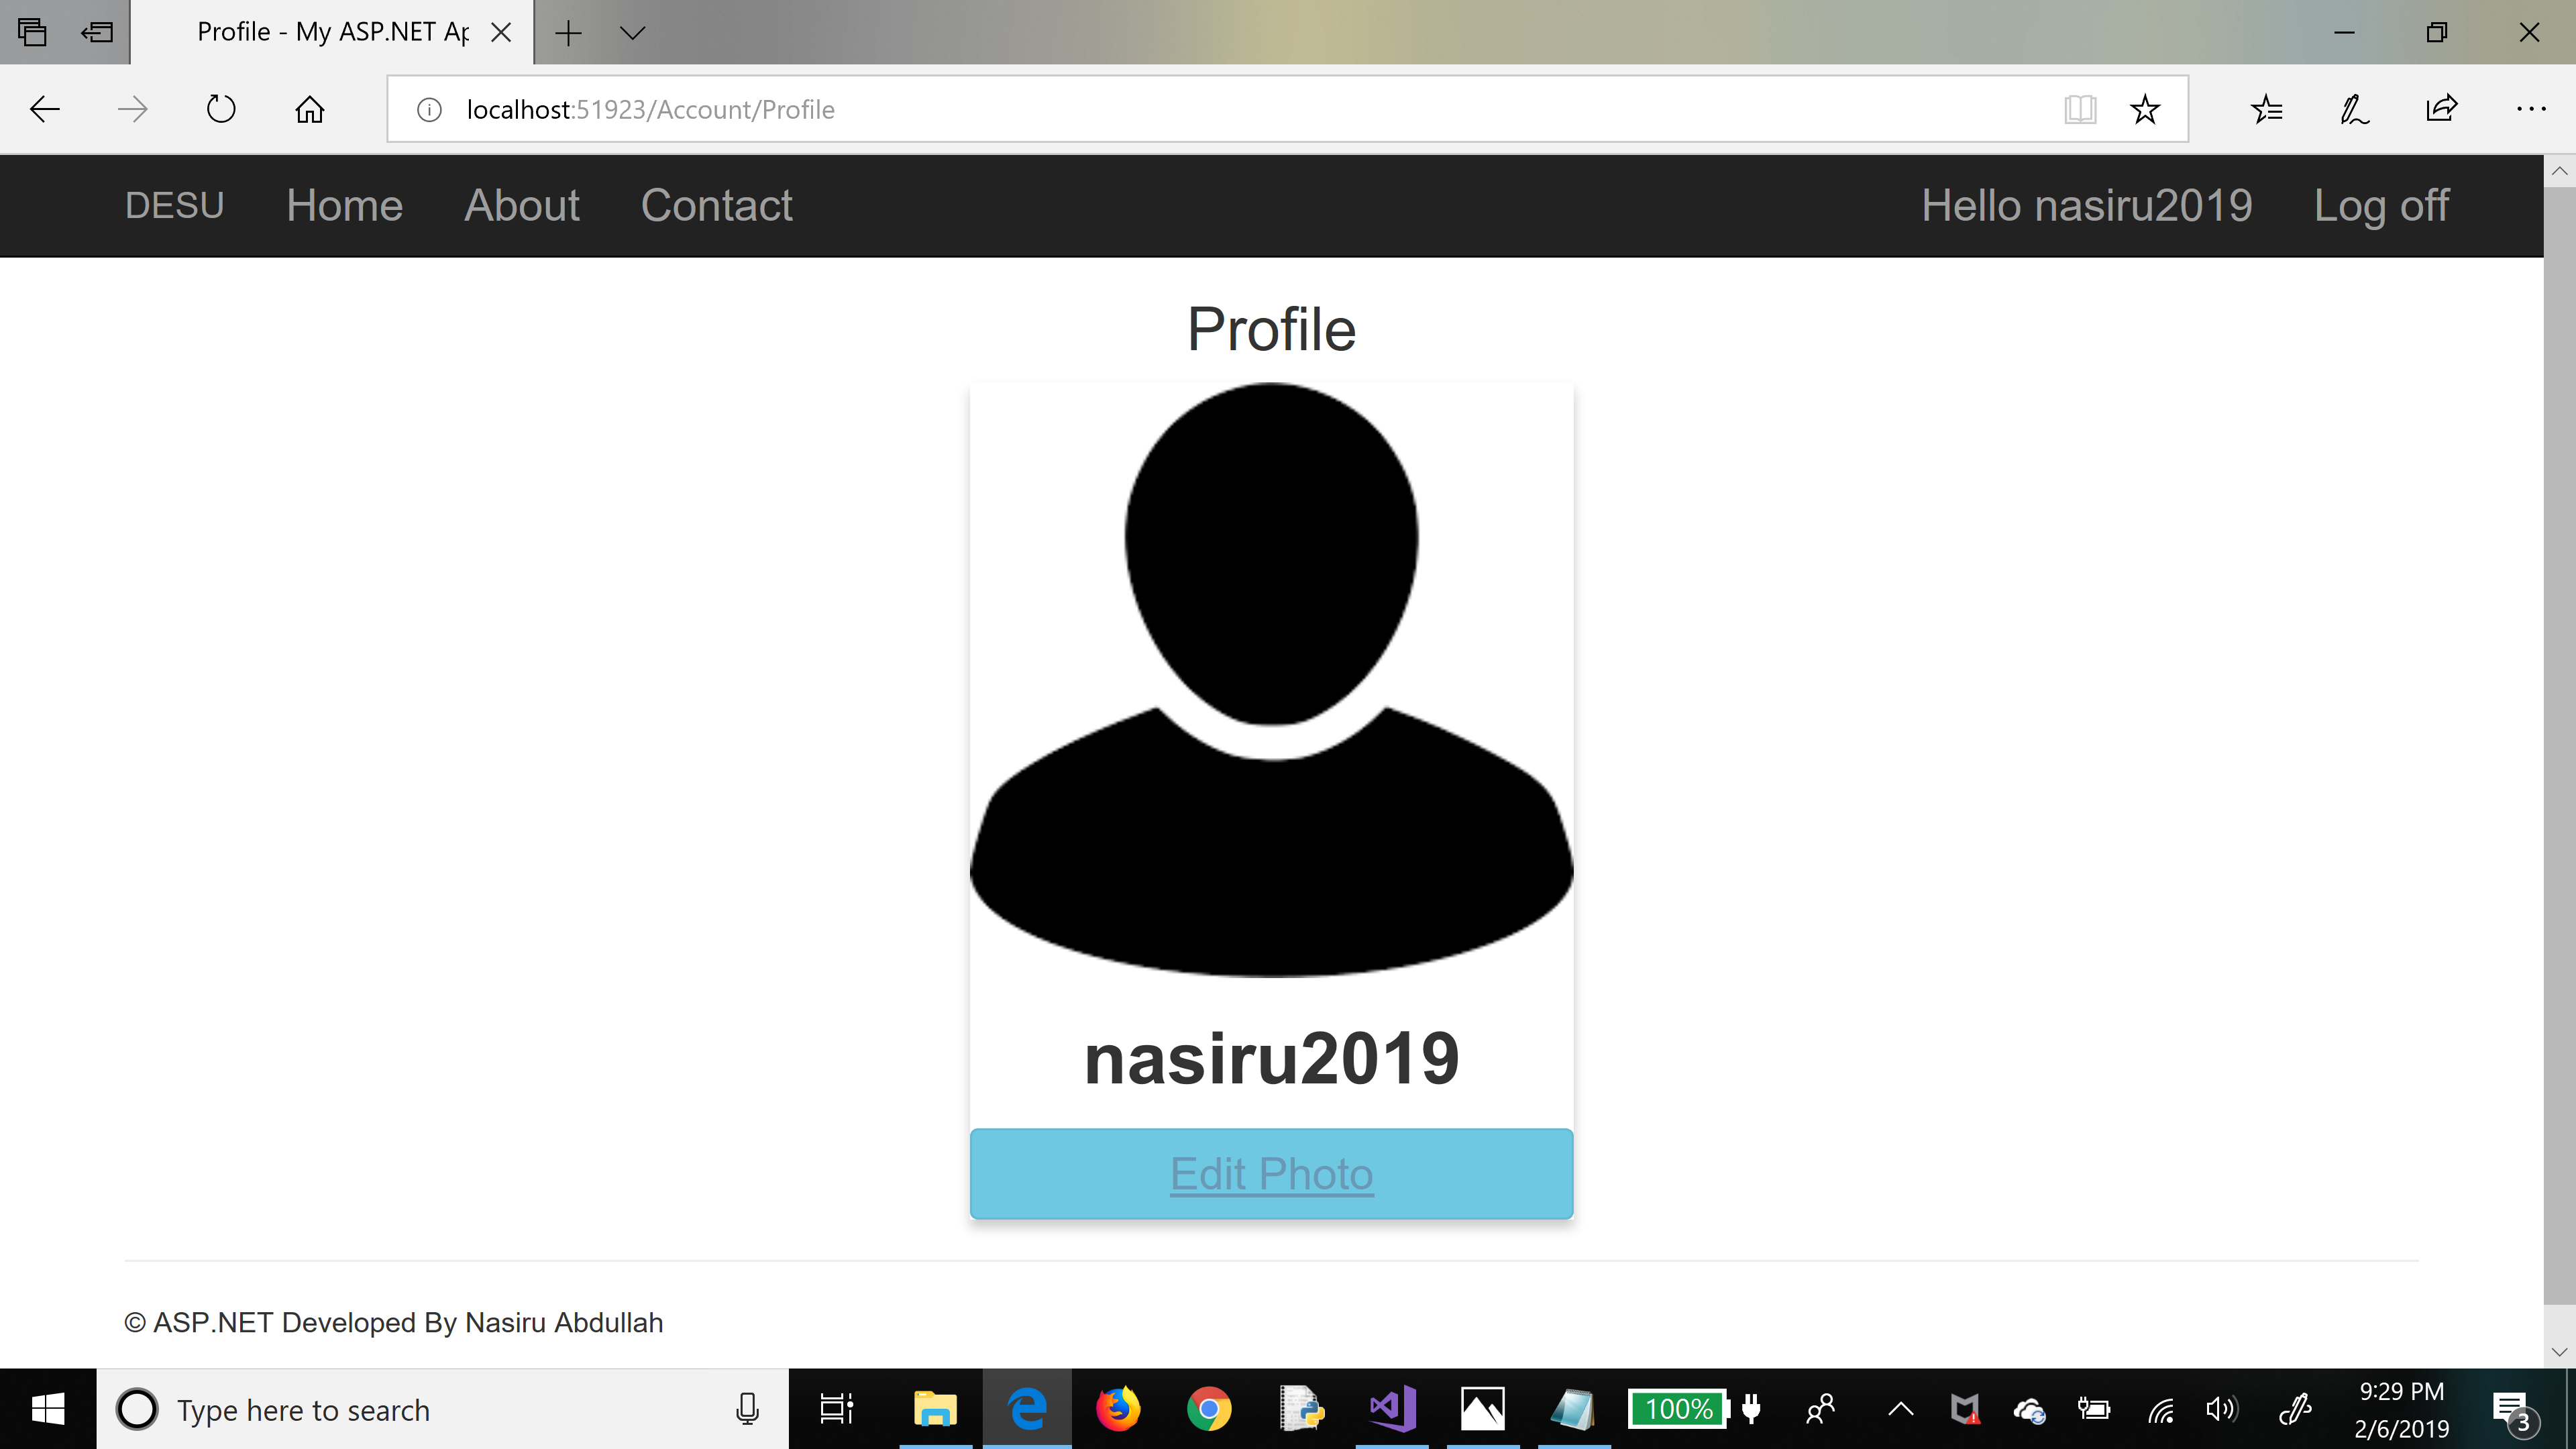 Profile - My ASP.NET Ap
localhost:51923/Account/Profile
DESU Home About Contact Hello nasiru2019 Log off
Profile
nasiru2019
Edit Photo
© ASP.NET Developed By Nasiru Abdullah
Type here to search
100%
9:29 PM
2/6/2019
3